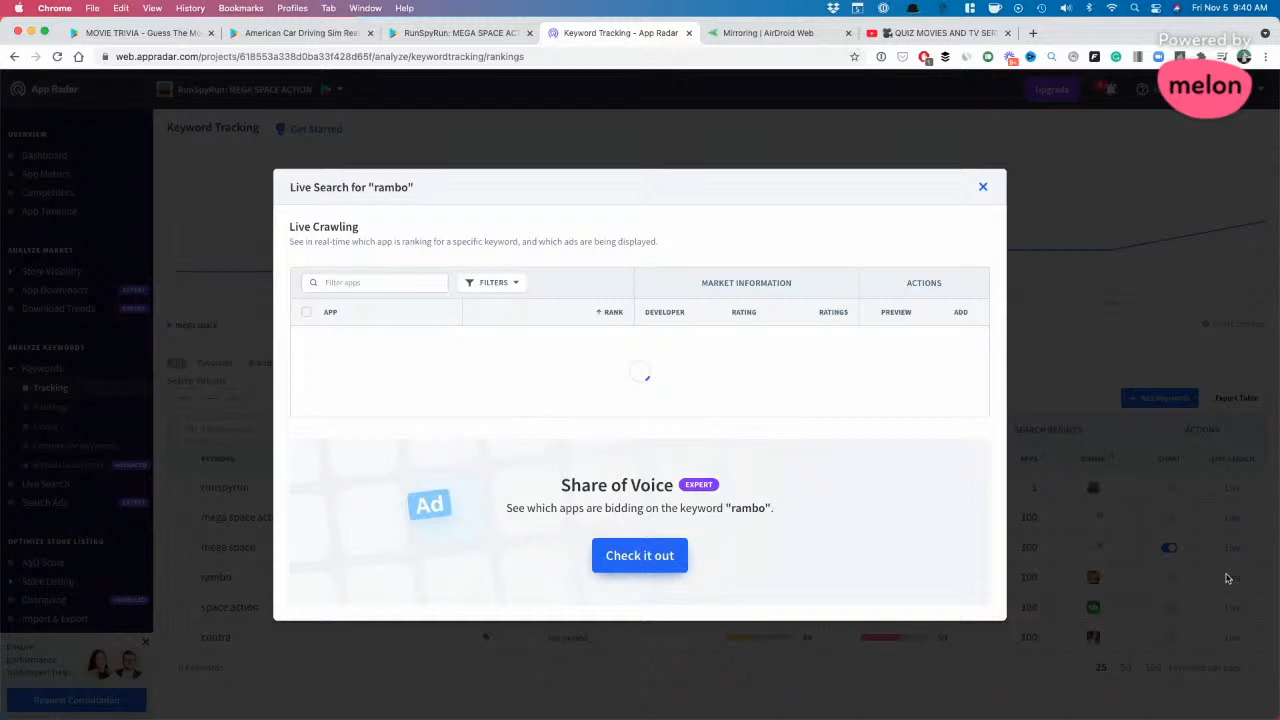 Chrome File Edit View History Bookmarks Profiles Tab Window Help
Fri Nov 5 9:40 AM
MOVIE TRIVIA - Guess The Mo
American Car Driving Sim Rea
RunSpyRun: MEGA SPACE ACT
Keyword Tracking - App Radar
Mirroring | AirDroid Web
QUIZ MOVIES AND TV SER
web.appradar.com/projects/618553a338d0ba33f428d65f/analyze/keywordtracking/rankings
Powered by
melon
App Radar
RunSpyRun: MEGA SPACE ACTION
Upgrade
Keyword Tracking
Get Started
OVERVIEW
Dashboard
App Metrics
Competitors
App Timeline
ANALYZE MARKET
Store Visibility
App Downloads EXPERT
Download Trends EXPERT
ANALYZE KEYWORDS
Keywords
Tracking
Rankings
Live Search
Search Ads EXPERT
OPTIMIZE STORE LISTING
ASO Score
Store Listing
Changelog
Import & Export
Ensure
performance
with expert help
Request Consultation
Live Search for "rambo"
Live Crawling
See in real-time which app is ranking for a specific keyword, and which ads are being displayed.
Filter apps
FILTERS
MARKET INFORMATION
ACTIONS
APP
RANK
DEVELOPER
RATING
RATINGS
PREVIEW
ADD
Ad
Share of Voice EXPERT
See which apps are bidding on the keyword "rambo".
Check it out
mega space
Search Volume
Add Keywords
Export Table
SEARCH RESULTS
ACTIONS
KEYWORD
APPS
CHART
LIVE SEARCH
runspyrun 1 Live
mega space act 100 Live
mega space 100 Live
rambo 100
space action 100 Live
contra 100 Live
6 Keywords
25 50 100 Keywords per page